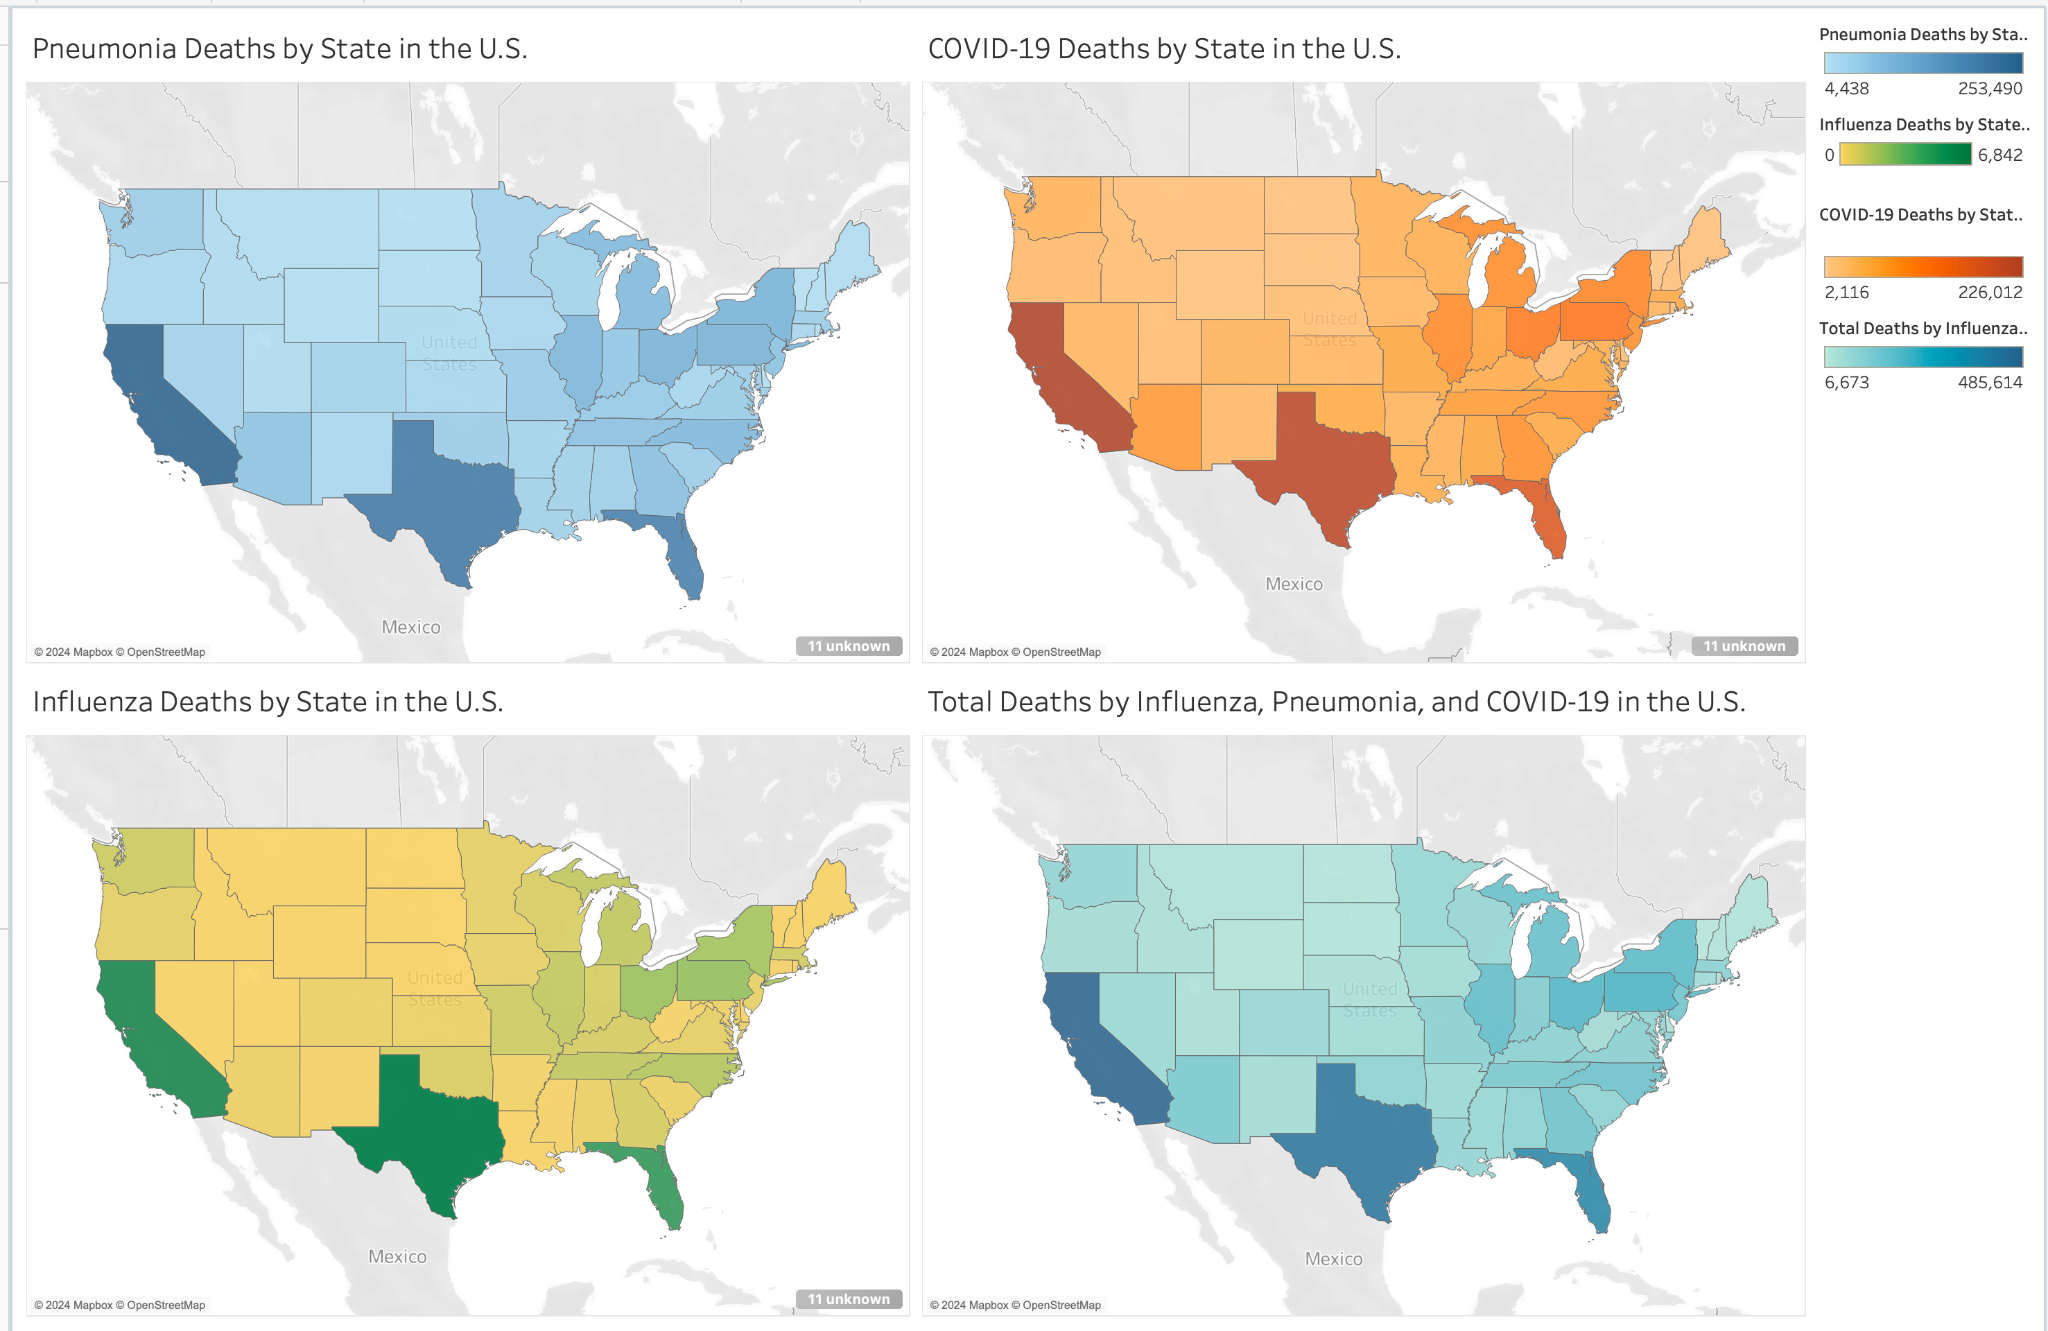 Pneumonia Deaths by State in the U.S.
United
States
Mexico
© 2024 Mapbox © OpenStreetMap
11 unknown
COVID-19 Deaths by State in the U.S.
United
States
Mexico
© 2024 Mapbox © OpenStreetMap
11 unknown
Pneumonia Deaths by Sta..
4,438 253,490
Influenza Deaths by State..
0 6,842
COVID-19 Deaths by Stat..
2,116 226,012
Total Deaths by Influenza..
6,673 485,614
Influenza Deaths by State in the U.S.
United
States
Mexico
© 2024 Mapbox © OpenStreetMap
11 unknown
Total Deaths by Influenza, Pneumonia, and COVID-19 in the U.S.
United
States
Mexico
© 2024 Mapbox © OpenStreetMap